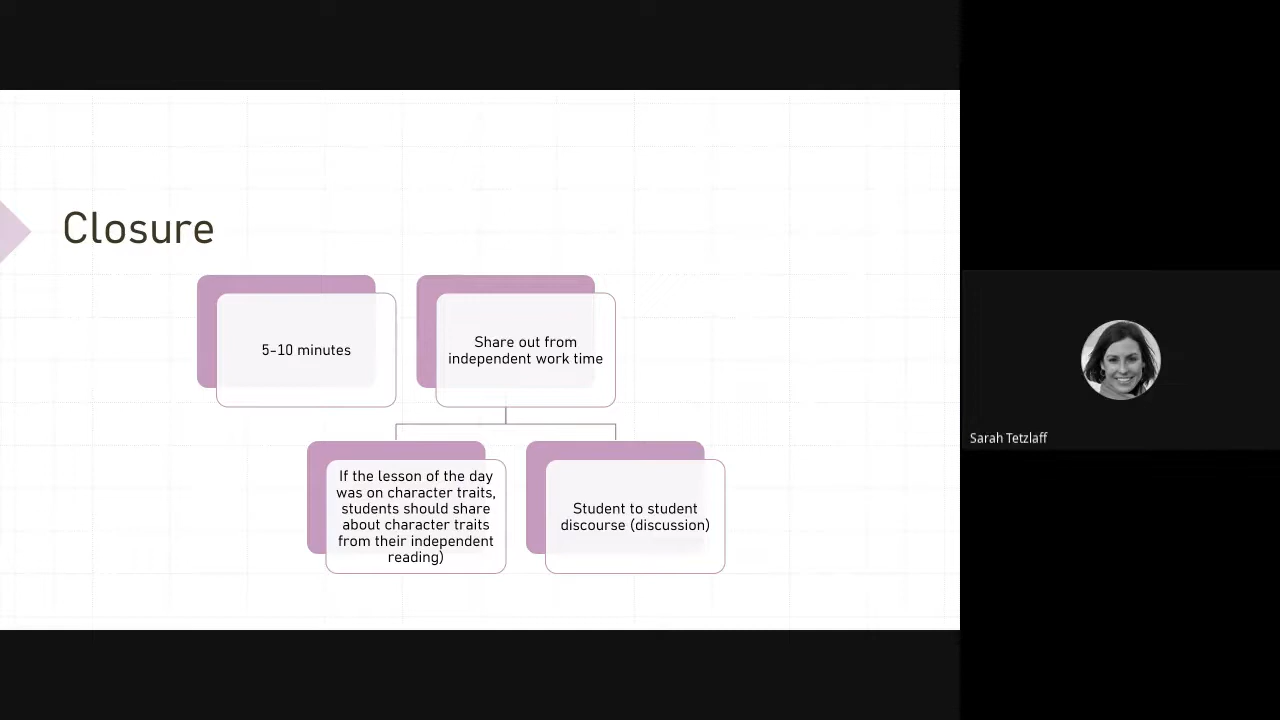 Closure
5-10 minutes
Share out from
independent work time
If the lesson of the day
was on character traits,
students should share
about character traits
from their independent
reading)
Student to student
discourse (discussion)
Sarah Tetzlaff